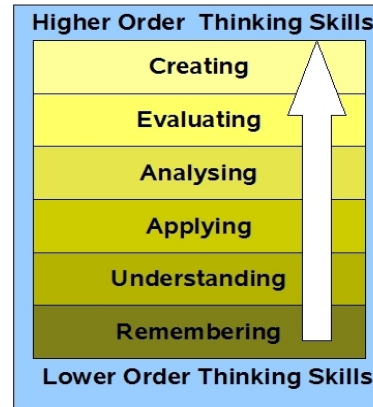 Higher Order Thinking Skills
Creating
Evaluating
Analysing
Applying
Understanding
Remembering
Lower Order Thinking Skills